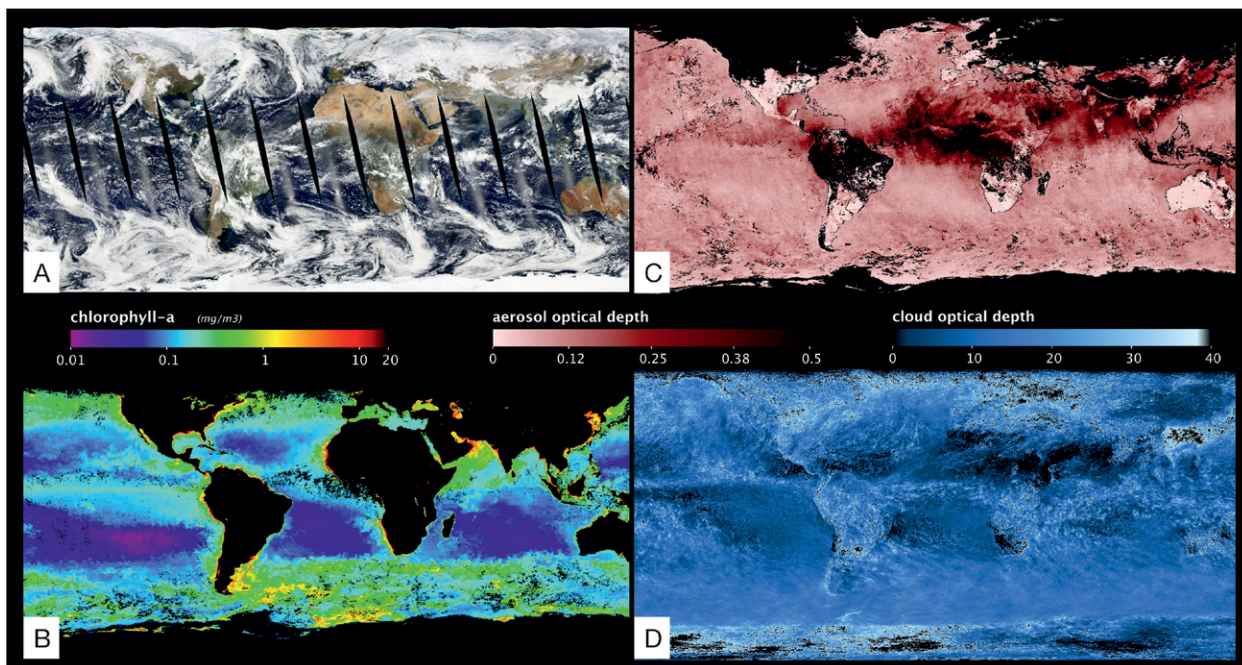 A
C
chlorophyll-a (mg/m3)
0.01 0.1 1 10 20
aerosol optical depth
0 0.12 0.25 0.38 0.5
cloud optical depth
0 10 20 30 40
B
D